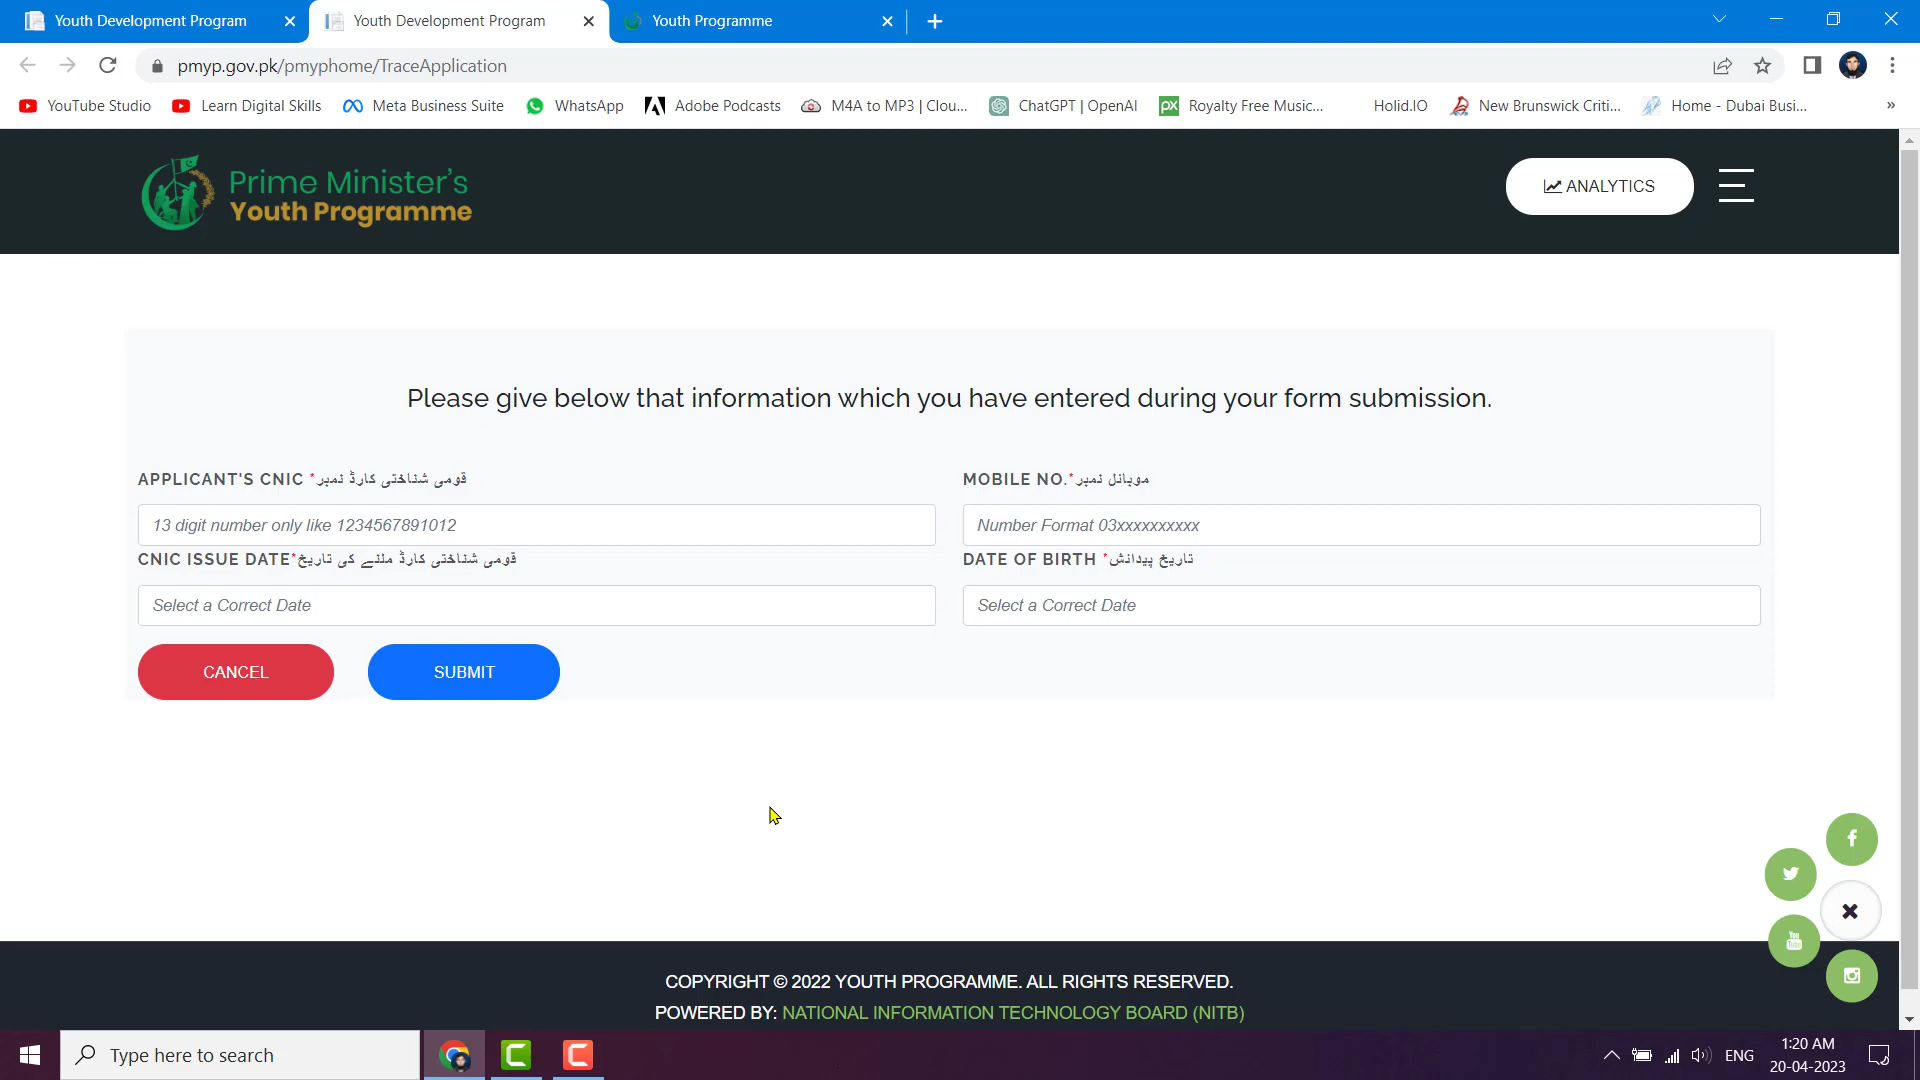 Youth Development Program
Youth Development Program
Youth Programme
pmyp.gov.pk/pmyphome/TraceApplication
YouTube Studio
Learn Digital Skills
Meta Business Suite
WhatsApp
Adobe Podcasts
M4A to MP3 | Clou...
ChatGPT | OpenAI
px
Royalty Free Music...
Holid.IO
New Brunswick Criti...
Home - Dubai Busi...
»
Prime Minister's
Youth Programme
ANALYTICS
Please give below that information which you have entered during your form submission.
APPLICANT'S CNIC *قومی شناختی کارڈ نمبر
MOBILE NO.*موبائل نمبر
13 digit number only like 1234567891012
Number Format 03xxxxxxxxxx
CNIC ISSUE DATE*قومی شناختی کارڈ ملنے کی تاریخ
DATE OF BIRTH *تاریخ پیدائش
Select a Correct Date
Select a Correct Date
CANCEL
SUBMIT
You
Tube
COPYRIGHT © 2022 YOUTH PROGRAMME. ALL RIGHTS RESERVED.
POWERED BY: NATIONAL INFORMATION TECHNOLOGY BOARD (NITB)
Type here to search
ENG
1:20 AM
20-04-2023